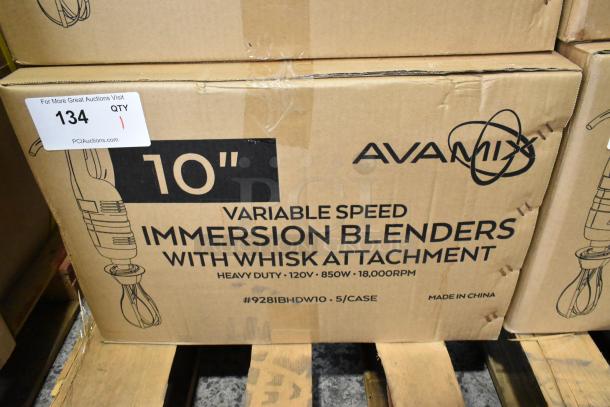 For More Great Auctions Visit
134 QTY 1
PCIAuctions.com
10"
AVAMIX
VARIABLE SPEED
IMMERSION BLENDERS
WITH WHISK ATTACHMENT
HEAVY DUTY • 120V • 850W • 18,000RPM
#928IBHDW10 • 5/CASE
MADE IN CHINA
PCI